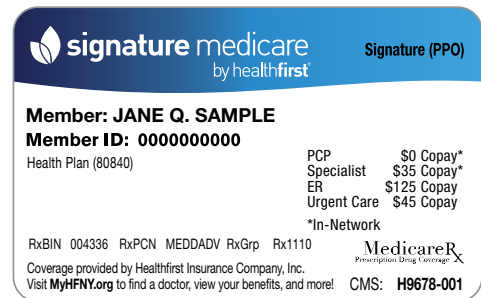 signature medicare
by healthfirst®
Signature (PPO)
Member: JANE Q. SAMPLE
Member ID: 0000000000
Health Plan (80840)
PCP $0 Copay*
Specialist $35 Copay*
ER $125 Copay
Urgent Care $45 Copay
*In-Network
RxBIN 004336 RxPCN MEDDADV RxGrp Rx1110
MedicareRx
Prescription Drug Coverage
Coverage provided by Healthfirst Insurance Company, Inc.
Visit MyHFNY.org to find a doctor, view your benefits, and more!
CMS: H9678-001